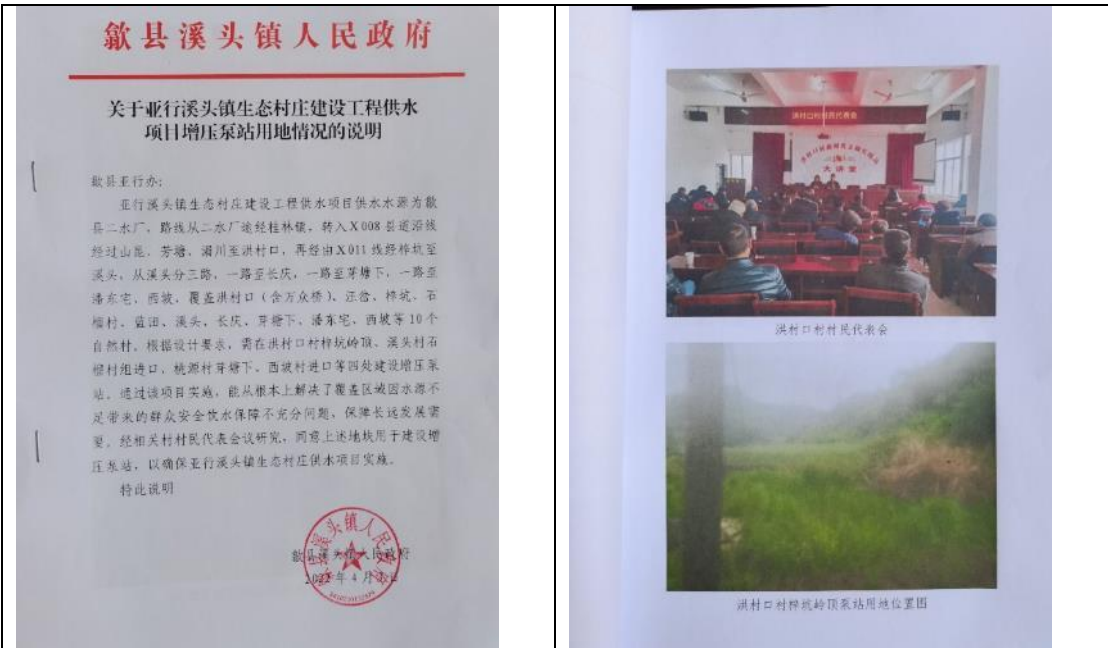 歙县溪头镇人民政府
关于亚行溪头镇生态村庄建设工程供水
项目增压泵站用地情况的说明
歙县亚行办:
亚行溪头镇生态村庄建设工程供水项目供水水源为歙
县二水厂，路线从二水厂途经桂林镇，转入X008县道沿线
经过山昆、芳塘、湄川至洪村口，再经由X011线经梓坑至
溪头，从溪头分三路，一路至长庆，一路至芽塘下，一路至
潘东宅、西坡，覆盖洪村口（含万众桥）、汪岔、梓坑、石
榴村、蓝田、溪头、长庆、芽塘下、潘东宅、西坡等10个
自然村。根据设计要求，需在洪村口村梓坑岭顶、溪头村石
榴村组进口、桃源村芽塘下、西坡村进口等四处建设增压泵
站。通过该项目实施，能从根本上解决了覆盖区域因水源不
足带来的群众安全饮水保障不充分问题，保障长远发展需
要。经相关村村民代表会议研究，同意上述地块用于建设增
压泵站，以确保亚行溪头镇生态村庄供水项目实施。
特此说明
歙县溪头镇人民政府
年4月
洪村口村村民代表会
大讲堂
洪村口村村民代表会
洪村口村梓坑岭顶泵站用地位置图